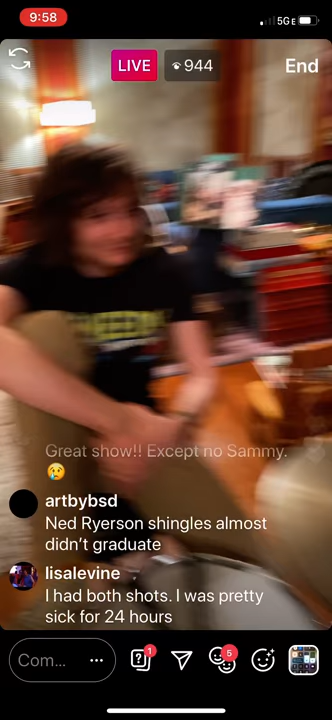 9:58
5GE
LIVE
944
End
Great show!! Except no Sammy.
😢
artbybsd
Ned Ryerson shingles almost
didn’t graduate
lisalevine
I had both shots. I was pretty
sick for 24 hours
Com...
1
5